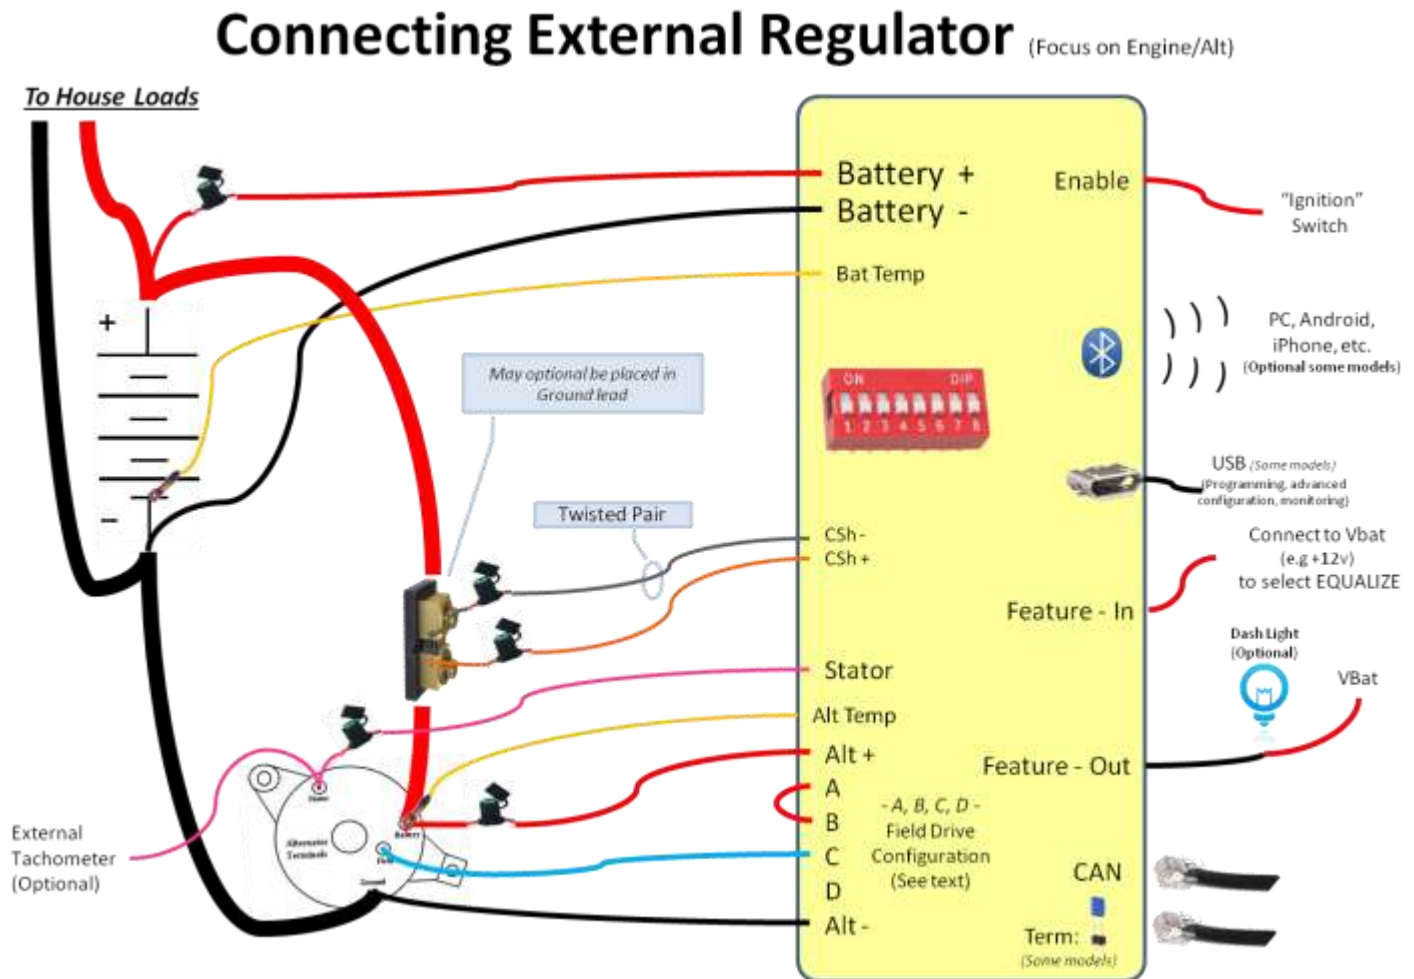 Connecting External Regulator (Focus on Engine/Alt)
To House Loads
Battery +
Battery -
Bat Temp
Enable
"Ignition"
Switch
PC, Android,
iPhone, etc.
(Optional some models)
+
−
May optional be placed in
Ground lead
ON DIP
1 2 3 4 5 6 7 8
USB (Some models)
(Programming, advanced
configuration, monitoring)
Twisted Pair
CSh -
CSh +
Connect to Vbat
(e.g +12v)
to select EQUALIZE
Feature - In
Dash Light
(Optional)
VBat
Stator
Alt Temp
Alt +
Feature - Out
A
B
C
D
Alt -
- A, B, C, D -
Field Drive
Configuration
(See text)
External
Tachometer
(Optional)
Stator
Alternator
Terminals
Battery
Field
Ground
CAN
Term:
(Some models)